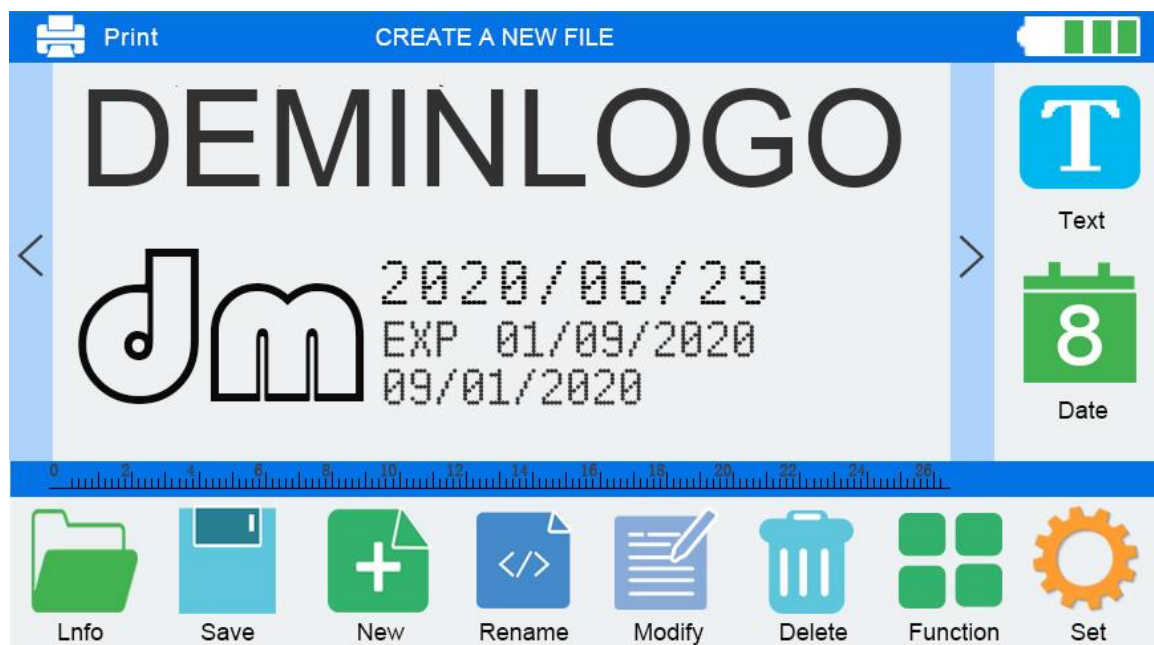 Print CREATE A NEW FILE
DEMINLOGO
dm
2020/06/29
EXP 01/09/2020
09/01/2020
T
Text
8
Date
0 2 4 6 8 10 12 14 16 18 20 22 24 26
</>
Lnfo Save New Rename Modify Delete Function Set